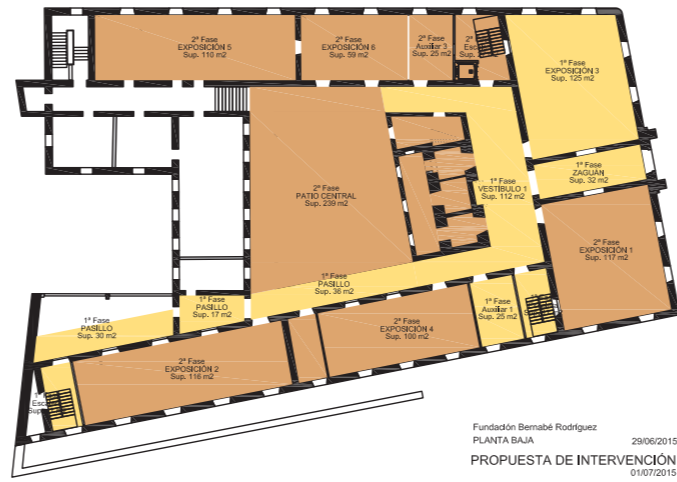 2ª Fase
EXPOSICIÓN 5
Sup. 110 m2
2ª Fase
EXPOSICIÓN 6
Sup. 59 m2
2ª Fase
Auxiliar 3
Sup. 25 m2
2ª
Esca
Sup.
1ª Fase
EXPOSICIÓN 3
Sup. 125 m2
1ª Fase
ZAGUÁN
Sup. 32 m2
1ª Fase
VESTIBULO 1
Sup. 112 m2
2ª Fase
PATIO CENTRAL
Sup. 239 m2
2ª Fase
EXPOSICIÓN 1
Sup. 117 m2
1ª Fase
PASILLO
Sup. 36 m2
1ª Fase
PASILLO
Sup. 17 m2
1ª Fase
PASILLO
Sup. 30 m2
1ª Fase
Auxiliar 1
Sup. 25 m2
2ª Fase
EXPOSICIÓN 4
Sup. 100 m2
2ª Fase
EXPOSICIÓN 2
Sup. 116 m2
Fundación Bernabé Rodríguez
PLANTA BAJA 29/06/2015
PROPUESTA DE INTERVENCIÓN
01/07/2015